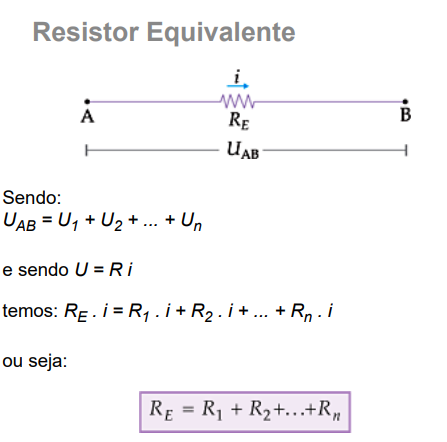 Resistor Equivalente
i
A
B
R_E
U_AB
Sendo:
U_AB = U_1 + U_2 + ... + U_n
e sendo U = R i
temos: R_E . i = R_1 . i + R_2 . i + ... + R_n . i
ou seja:
R_E = R_1 + R_2+...+R_n